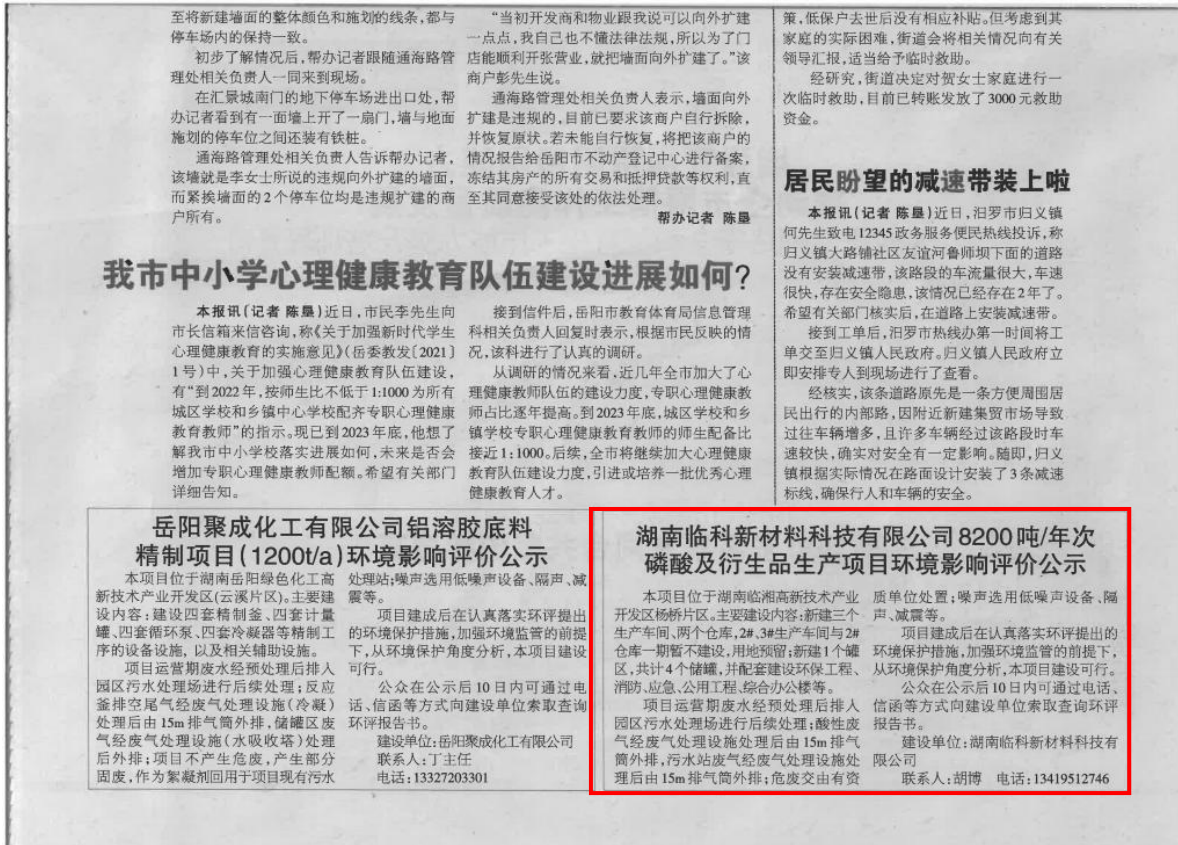 至将新建墙面的整体颜色和施划的线条,都与
停车场内的保持一致。
初步了解情况后,帮办记者跟随通海路管
理处相关负责人一同来到现场。
在汇景城南门的地下停车场进出口处,帮
办记者看到有一面墙上开了一扇门,墙与地面
施划的停车位之间还装有铁桩。
通海路管理处相关负责人告诉帮办记者,
该墙就是李女士所说的违规向外扩建的墙面,
而紧挨墙面的2个停车位均是违规扩建的商
户所有。
“当初开发商和物业跟我说可以向外扩建
一点点,我自己也不懂法律法规,所以为了门
店能顺利开张营业,就把墙面向外扩建了。”该
商户彭先生说。
通海路管理处相关负责人表示,墙面向外
扩建是违规的,目前已要求该商户自行拆除,
并恢复原状。若未能自行恢复,将把该商户的
情况报告给岳阳市不动产登记中心进行备案,
冻结其房产的所有交易和抵押贷款等权利,直
至其同意接受该处的依法处理。
帮办记者 陈垦
策,低保户去世后没有相应补贴。但考虑到其
家庭的实际困难,街道会将相关情况向有关
领导汇报,适当给予临时救助。
经研究,街道决定对贺女士家庭进行一
次临时救助,目前已转账发放了3000元救助
资金。
居民盼望的减速带装上啦
本报讯(记者 陈垦)近日,汨罗市归义镇
何先生致电12345政务服务便民热线投诉,称
归义镇大路铺社区友谊河鲁师坝下面的道路
没有安装减速带,该路段的车流量很大,车速
很快,存在安全隐患,该情况已经存在2年了。
希望有关部门核实后,在道路上安装减速带。
接到工单后,汨罗市热线办第一时间将工
单交至归义镇人民政府。归义镇人民政府立
即安排专人到现场进行了查看。
经核实,该条道路原先是一条方便周围居
民出行的内部路,因附近新建集贸市场导致
过往车辆增多,且许多车辆经过该路段时车
速较快,确实对安全有一定影响。随即,归义
镇根据实际情况在路面设计安装了3条减速
标线,确保行人和车辆的安全。
我市中小学心理健康教育队伍建设进展如何?
本报讯(记者 陈垦)近日,市民李先生向
市长信箱来信咨询,称《关于加强新时代学生
心理健康教育的实施意见》(岳委教发〔2021〕
1号)中,关于加强心理健康教育队伍建设,
有“到2022年,按师生比不低于1:1000为所有
城区学校和乡镇中心学校配齐专职心理健康
教育教师”的指示。现已到2023年底,他想了
解我市中小学校落实进展如何,未来是否会
增加专职心理健康教师配额。希望有关部门
详细告知。
接到信件后,岳阳市教育体育局信息管理
科相关负责人回复时表示,根据市民反映的情
况,该科进行了认真的调研。
从调研的情况来看,近几年全市加大了心
理健康教师队伍的建设力度,专职心理健康教
师占比逐年提高。到2023年底,城区学校和乡
镇学校专职心理健康教育教师的师生配备比
接近1:1000。后续,全市将继续加大心理健康
教育队伍建设力度,引进或培养一批优秀心理
健康教育人才。
岳阳聚成化工有限公司铝溶胶底料
精制项目(1200t/a)环境影响评价公示
本项目位于湖南岳阳绿色化工高
新技术产业开发区(云溪片区)。主要建
设内容:建设四套精制釜、四套计量
罐、四套循环泵、四套冷凝器等精制工
序的设备设施,以及相关辅助设施。
项目运营期废水经预处理后排入
园区污水处理场进行后续处理;反应
釜排空尾气经废气处理设施(冷凝)
处理后由15m排气筒外排,储罐区废
气经废气处理设施(水吸收塔)处理
后外排;项目不产生危废,产生部分
固废,作为絮凝剂回用于项目现有污水
处理站;噪声选用低噪声设备、隔声、减
震等。
项目建成后在认真落实环评提出
的环境保护措施,加强环境监管的前提
下,从环境保护角度分析,本项目建设
可行。
公众在公示后10日内可通过电
话、信函等方式向建设单位索取查询
环评报告书。
建设单位:岳阳聚成化工有限公司
联系人:丁主任
电话:13327203301
湖南临科新材料科技有限公司8200吨/年次
磷酸及衍生品生产项目环境影响评价公示
本项目位于湖南临湘高新技术产业
开发区杨桥片区。主要建设内容:新建三个
生产车间、两个仓库,2#、3#生产车间与2#
仓库一期暂不建设,用地预留;新建1个罐
区,共计4个储罐,并配套建设环保工程、
消防、应急、公用工程、综合办公楼等。
项目运营期废水经预处理后排入
园区污水处理场进行后续处理;酸性废
气经废气处理设施处理后由15m排气
筒外排,污水站废气经废气处理设施处
理后由15m排气筒外排;危废交由有资
质单位处置;噪声选用低噪声设备、隔
声、减震等。
项目建成后在认真落实环评提出的
环境保护措施,加强环境监管的前提下,
从环境保护角度分析,本项目建设可行。
公众在公示后10日内可通过电话、
信函等方式向建设单位索取查询环评
报告书。
建设单位:湖南临科新材料科技有
限公司
联系人:胡博 电话:13419512746